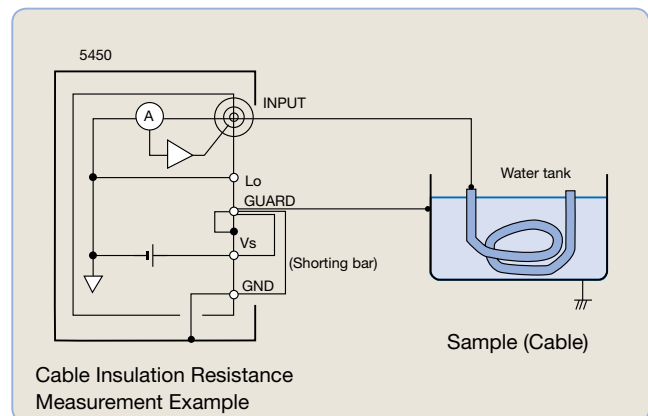 5450
A
INPUT
Lo
GUARD
Vs
(Shorting bar)
GND
Water tank
Sample (Cable)
Cable Insulation Resistance
Measurement Example